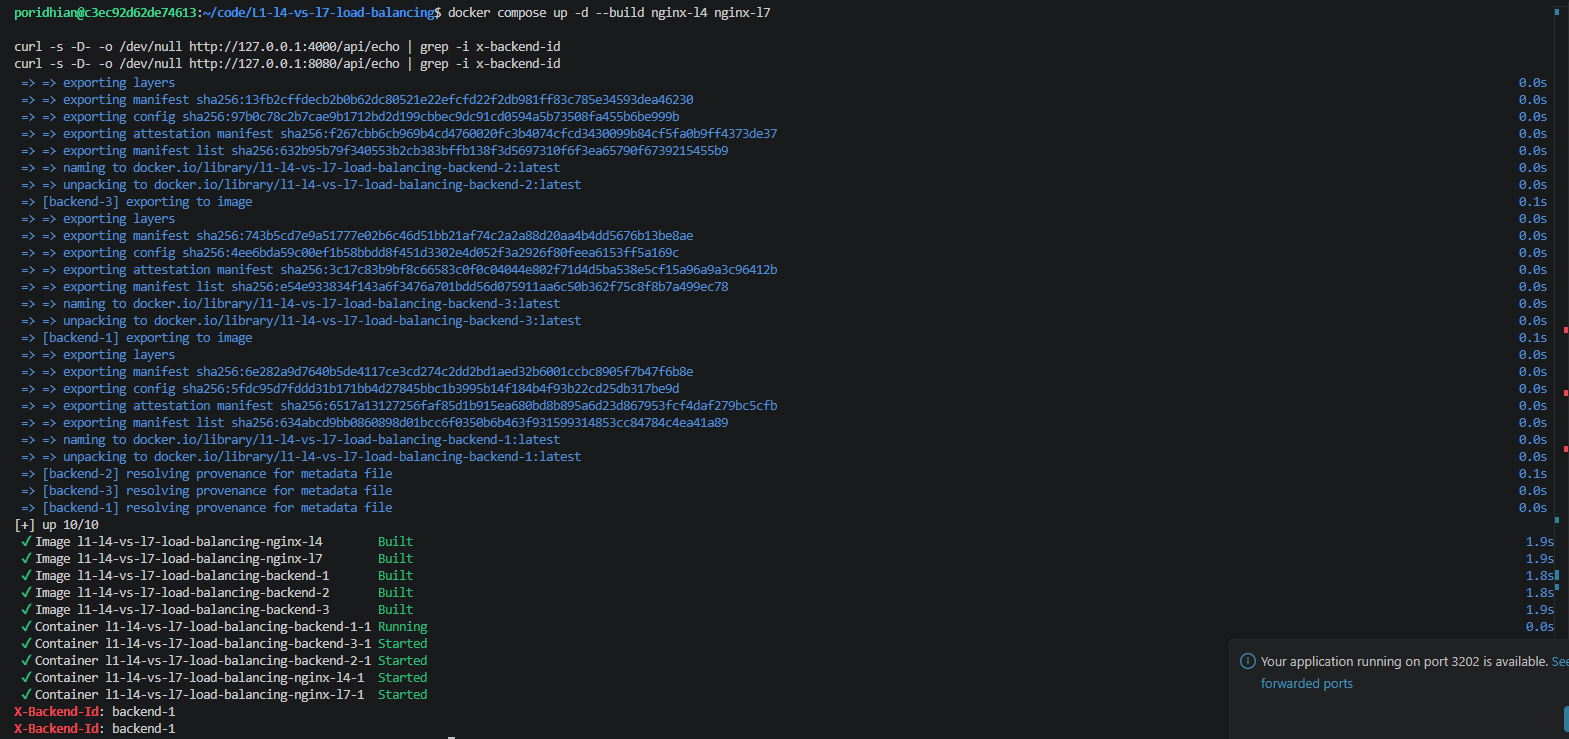 poridhian@c3ec92d62de74613:~/code/L1-l4-vs-l7-load-balancing$ docker compose up -d --build nginx-l4 nginx-l7
curl -s -D- -o /dev/null http://127.0.0.1:4000/api/echo | grep -i x-backend-id
curl -s -D- -o /dev/null http://127.0.0.1:8080/api/echo | grep -i x-backend-id
=> => exporting layers 0.0s
=> => exporting manifest sha256:13fb2cffdecb2b0b62dc80521e22efcfd22f2db981ff83c785e34593dea46230 0.0s
=> => exporting config sha256:97b0c78c2b7cae9b1712bd2d199cbbec9dc91cd0594a5b73508fa455b6be999b 0.0s
=> => exporting attestation manifest sha256:f267cbb6cb969b4cd4760020fc3b4074cfcd3430099b84cf5fa0b9ff4373de37 0.0s
=> => exporting manifest list sha256:632b95b79f340553b2cb383bffb138f3d5697310f6f3ea65790f6739215455b9 0.0s
=> => naming to docker.io/library/l1-l4-vs-l7-load-balancing-backend-2:latest 0.0s
=> => unpacking to docker.io/library/l1-l4-vs-l7-load-balancing-backend-2:latest 0.0s
=> [backend-3] exporting to image 0.1s
=> => exporting layers 0.0s
=> => exporting manifest sha256:743b5cd7e9a51777e02b6c46d51bb21af74c2a2a88d20aa4b4dd5676b13be8ae 0.0s
=> => exporting config sha256:4ee6bda59c00ef1b58bbdd8f451d3302e4d052f3a2926f80feea6153ff5a169c 0.0s
=> => exporting attestation manifest sha256:3c17c83b9bf8c66583c0f0c04044e802f71d4d5ba538e5cf15a96a9a3c96412b 0.0s
=> => exporting manifest list sha256:e54e933834f143a6f3476a701bdd56d075911aa6c50b362f75c8f8b7a499ec78 0.0s
=> => naming to docker.io/library/l1-l4-vs-l7-load-balancing-backend-3:latest 0.0s
=> => unpacking to docker.io/library/l1-l4-vs-l7-load-balancing-backend-3:latest 0.0s
=> [backend-1] exporting to image 0.1s
=> => exporting layers 0.0s
=> => exporting manifest sha256:6e282a9d7640b5de4117ce3cd274c2dd2bd1aed32b6001ccbc8905f7b47f6b8e 0.0s
=> => exporting config sha256:5fdc95d7fddd31b171bb4d27845bbc1b3995b14f184b4f93b22cd25db317be9d 0.0s
=> => exporting attestation manifest sha256:6517a13127256faf85d1b915ea680bd8b895a6d23d867953fcf4daf279bc5cfb 0.0s
=> => exporting manifest list sha256:634abcd9bb0860898d01bcc6f0350b6b463f931599314853cc84784c4ea41a89 0.0s
=> => naming to docker.io/library/l1-l4-vs-l7-load-balancing-backend-1:latest 0.0s
=> => unpacking to docker.io/library/l1-l4-vs-l7-load-balancing-backend-1:latest 0.0s
=> [backend-2] resolving provenance for metadata file 0.1s
=> [backend-3] resolving provenance for metadata file 0.0s
=> [backend-1] resolving provenance for metadata file 0.0s
[+] up 10/10
✓ Image l1-l4-vs-l7-load-balancing-nginx-l4 Built 1.9s
✓ Image l1-l4-vs-l7-load-balancing-nginx-l7 Built 1.9s
✓ Image l1-l4-vs-l7-load-balancing-backend-1 Built 1.8s
✓ Image l1-l4-vs-l7-load-balancing-backend-2 Built 1.8s
✓ Image l1-l4-vs-l7-load-balancing-backend-3 Built 1.9s
✓ Container l1-l4-vs-l7-load-balancing-backend-1-1 Running 0.0s
✓ Container l1-l4-vs-l7-load-balancing-backend-3-1 Started
✓ Container l1-l4-vs-l7-load-balancing-backend-2-1 Started
✓ Container l1-l4-vs-l7-load-balancing-nginx-l4-1 Started
✓ Container l1-l4-vs-l7-load-balancing-nginx-l7-1 Started
X-Backend-Id: backend-1
X-Backend-Id: backend-1
Your application running on port 3202 is available. See
forwarded ports